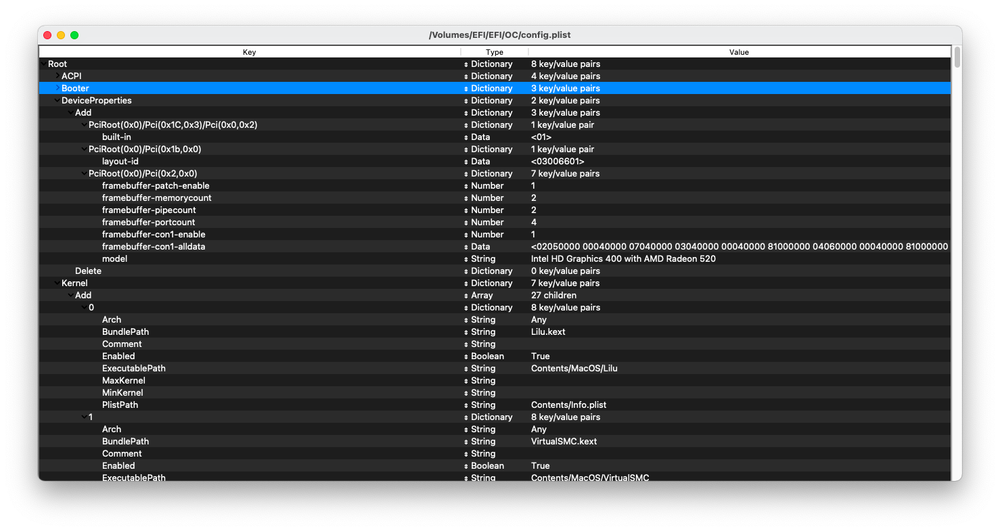 /Volumes/EFI/EFI/OC/config.plist
Key Type Value
Root Dictionary 8 key/value pairs
ACPI Dictionary 4 key/value pairs
Booter Dictionary 3 key/value pairs
DeviceProperties Dictionary 2 key/value pairs
Add Dictionary 3 key/value pairs
PciRoot(0x0)/Pci(0x1C,0x3)/Pci(0x0,0x2) Dictionary 1 key/value pair
built-in Data <01>
PciRoot(0x0)/Pci(0x1b,0x0) Dictionary 1 key/value pair
layout-id Data <03006601>
PciRoot(0x0)/Pci(0x2,0x0) Dictionary 7 key/value pairs
framebuffer-patch-enable Number 1
framebuffer-memorycount Number 2
framebuffer-pipecount Number 2
framebuffer-portcount Number 4
framebuffer-con1-enable Number 1
framebuffer-con1-alldata Data <02050000 00040000 07040000 03040000 00040000 81000000 04060000 00040000 81000000
model String Intel HD Graphics 400 with AMD Radeon 520
Delete Dictionary 0 key/value pairs
Kernel Dictionary 7 key/value pairs
Add Array 27 children
0 Dictionary 8 key/value pairs
Arch String Any
BundlePath String Lilu.kext
Comment String
Enabled Boolean True
ExecutablePath String Contents/MacOS/Lilu
MaxKernel String
MinKernel String
PlistPath String Contents/Info.plist
1 Dictionary 8 key/value pairs
Arch String Any
BundlePath String VirtualSMC.kext
Comment String
Enabled Boolean True
ExecutablePath String Contents/MacOS/VirtualSMC